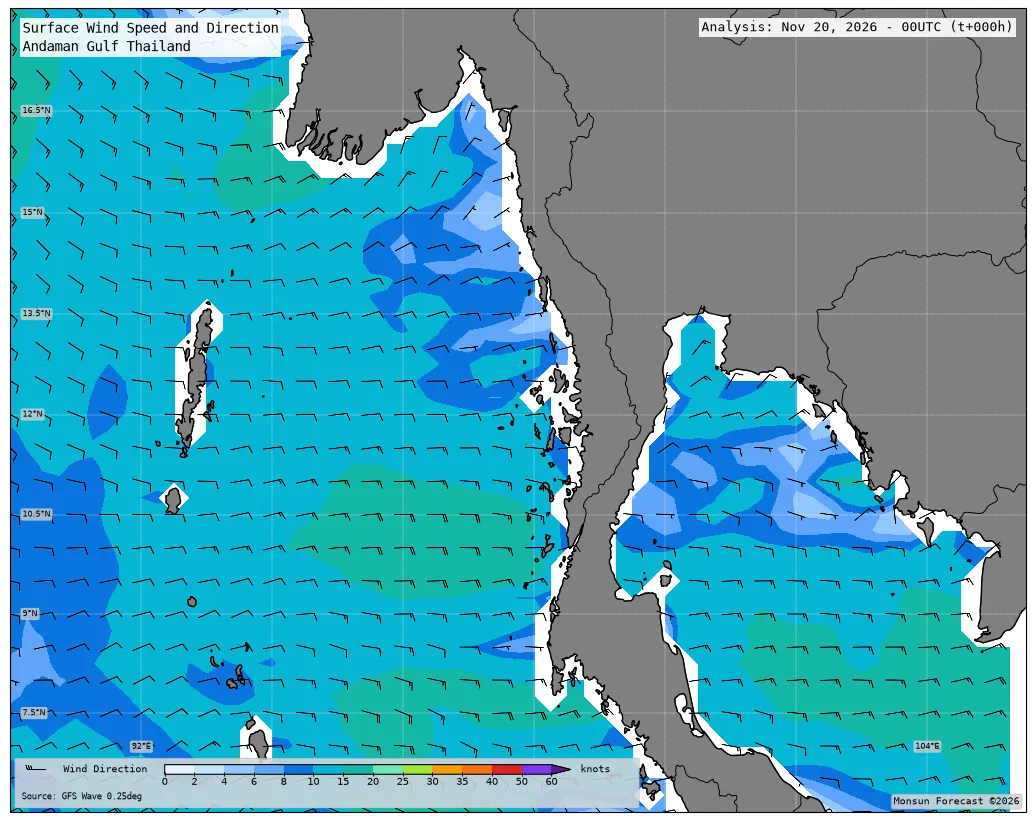 Surface Wind Speed and Direction
Andaman Gulf Thailand
Analysis: Nov 20, 2026 - 00UTC (t+000h)
16.5°N
15°N
13.5°N
12°N
10.5°N
9°N
7.5°N
92°E
104°E
Wind Direction
knots
0 2 4 6 8 10 15 20 25 30 35 40 50 60
Source: GFS Wave 0.25deg
Monsun Forecast ©2026